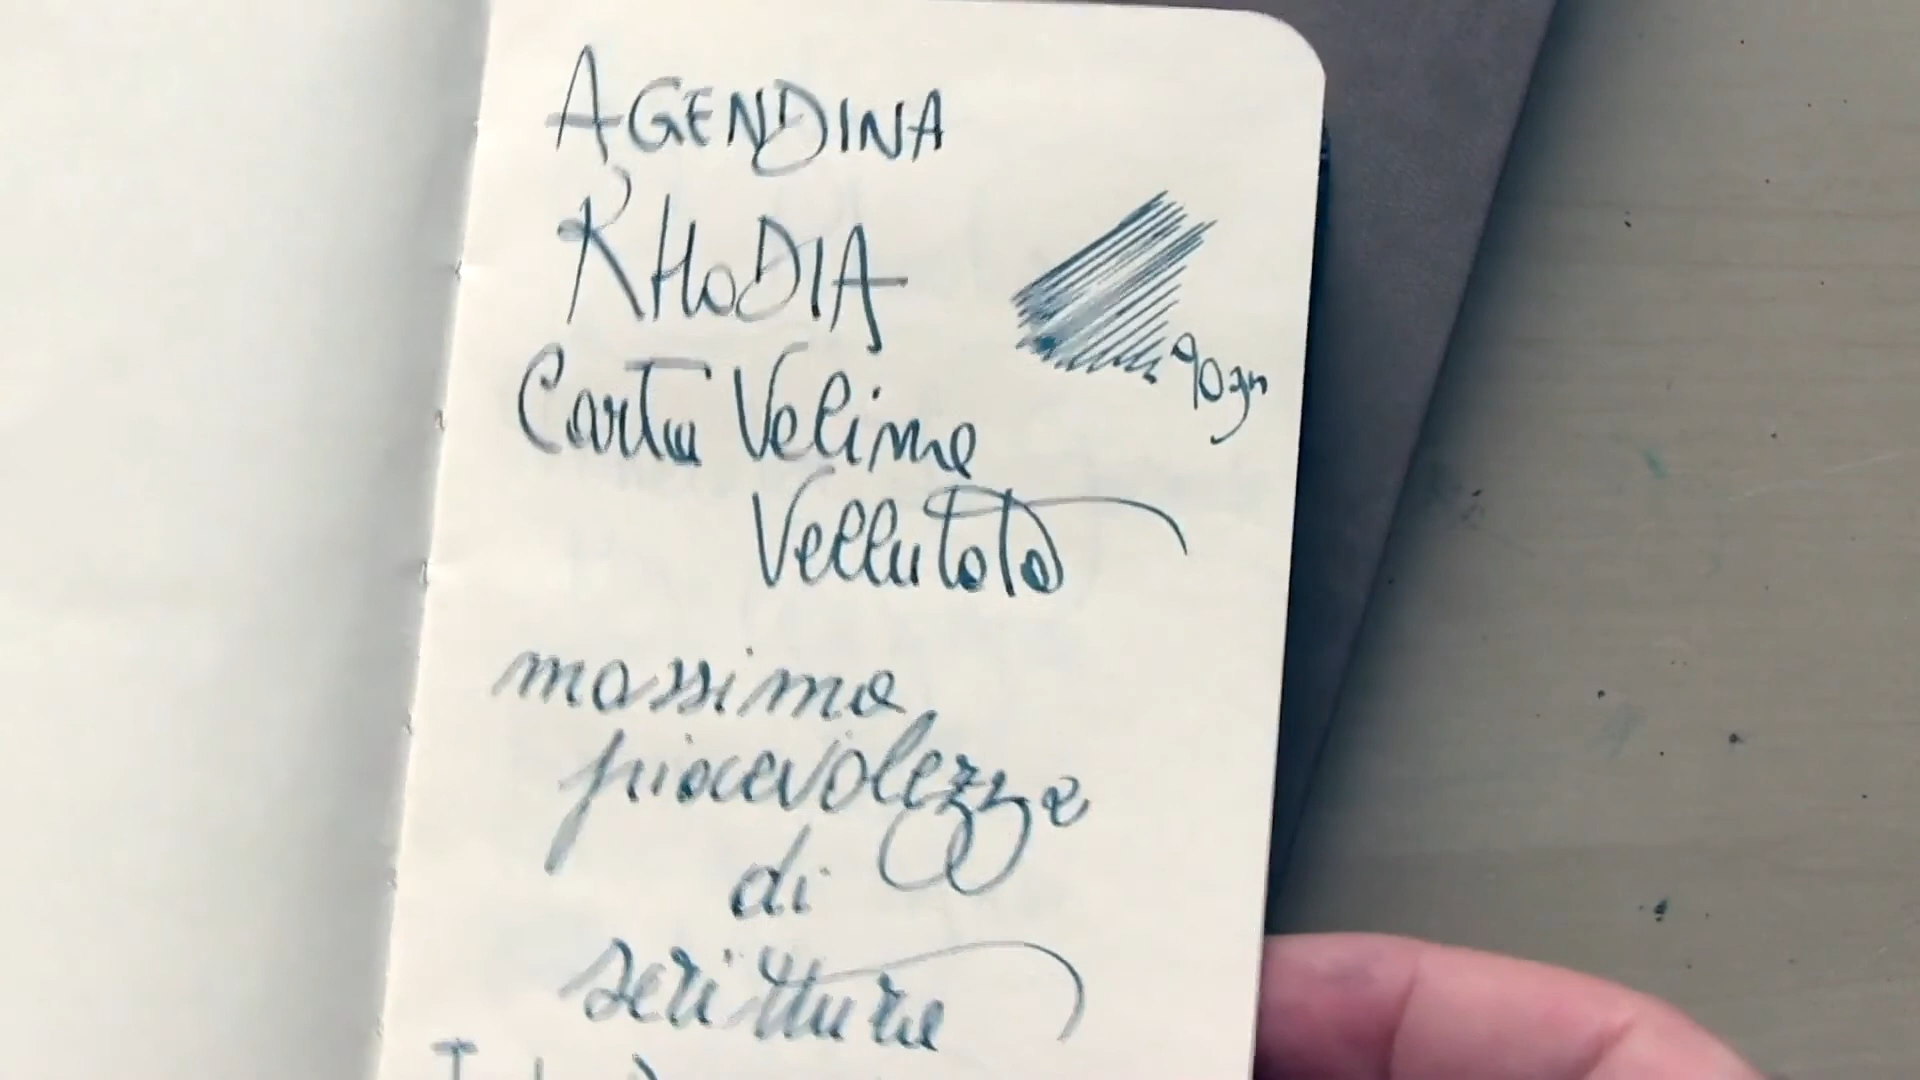 AGENDINA
RHODIA
Carta Velina
90gr
Vellutata
massima
piacevolezza
di
scrittura